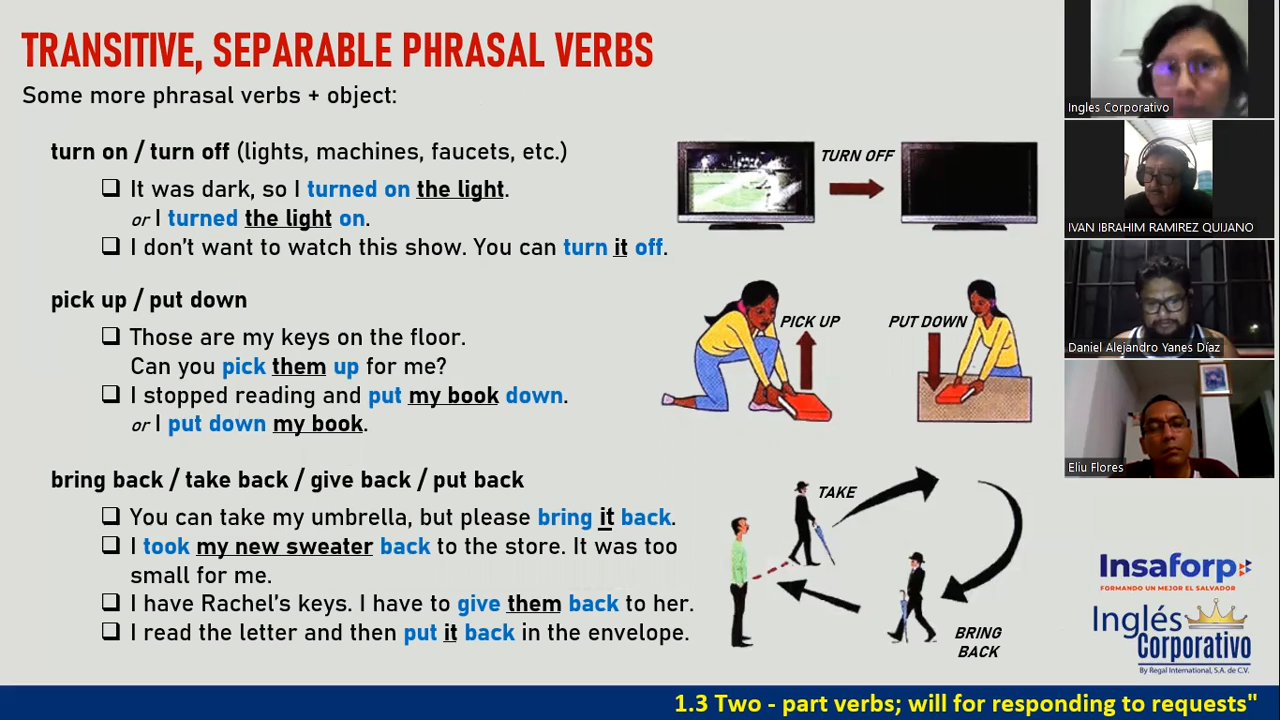 TRANSITIVE, SEPARABLE PHRASAL VERBS
Some more phrasal verbs + object:
turn on / turn off (lights, machines, faucets, etc.)
❑ It was dark, so I turned on the light.
or I turned the light on.
❑ I don't want to watch this show. You can turn it off.
TURN OFF
pick up / put down
❑ Those are my keys on the floor.
Can you pick them up for me?
❑ I stopped reading and put my book down.
or I put down my book.
PICK UP
PUT DOWN
bring back / take back / give back / put back
❑ You can take my umbrella, but please bring it back.
❑ I took my new sweater back to the store. It was too
small for me.
❑ I have Rachel's keys. I have to give them back to her.
❑ I read the letter and then put it back in the envelope.
TAKE
BRING
BACK
Ingles Corporativo
IVAN IBRAHIM RAMIREZ QUIJANO
Daniel Alejandro Yanes Díaz
Eliu Flores
Insaforp
FORMANDO UN MEJOR EL SALVADOR
Inglés
Corporativo
By Regal International, S.A. de C.V.
1.3 Two - part verbs; will for responding to requests"